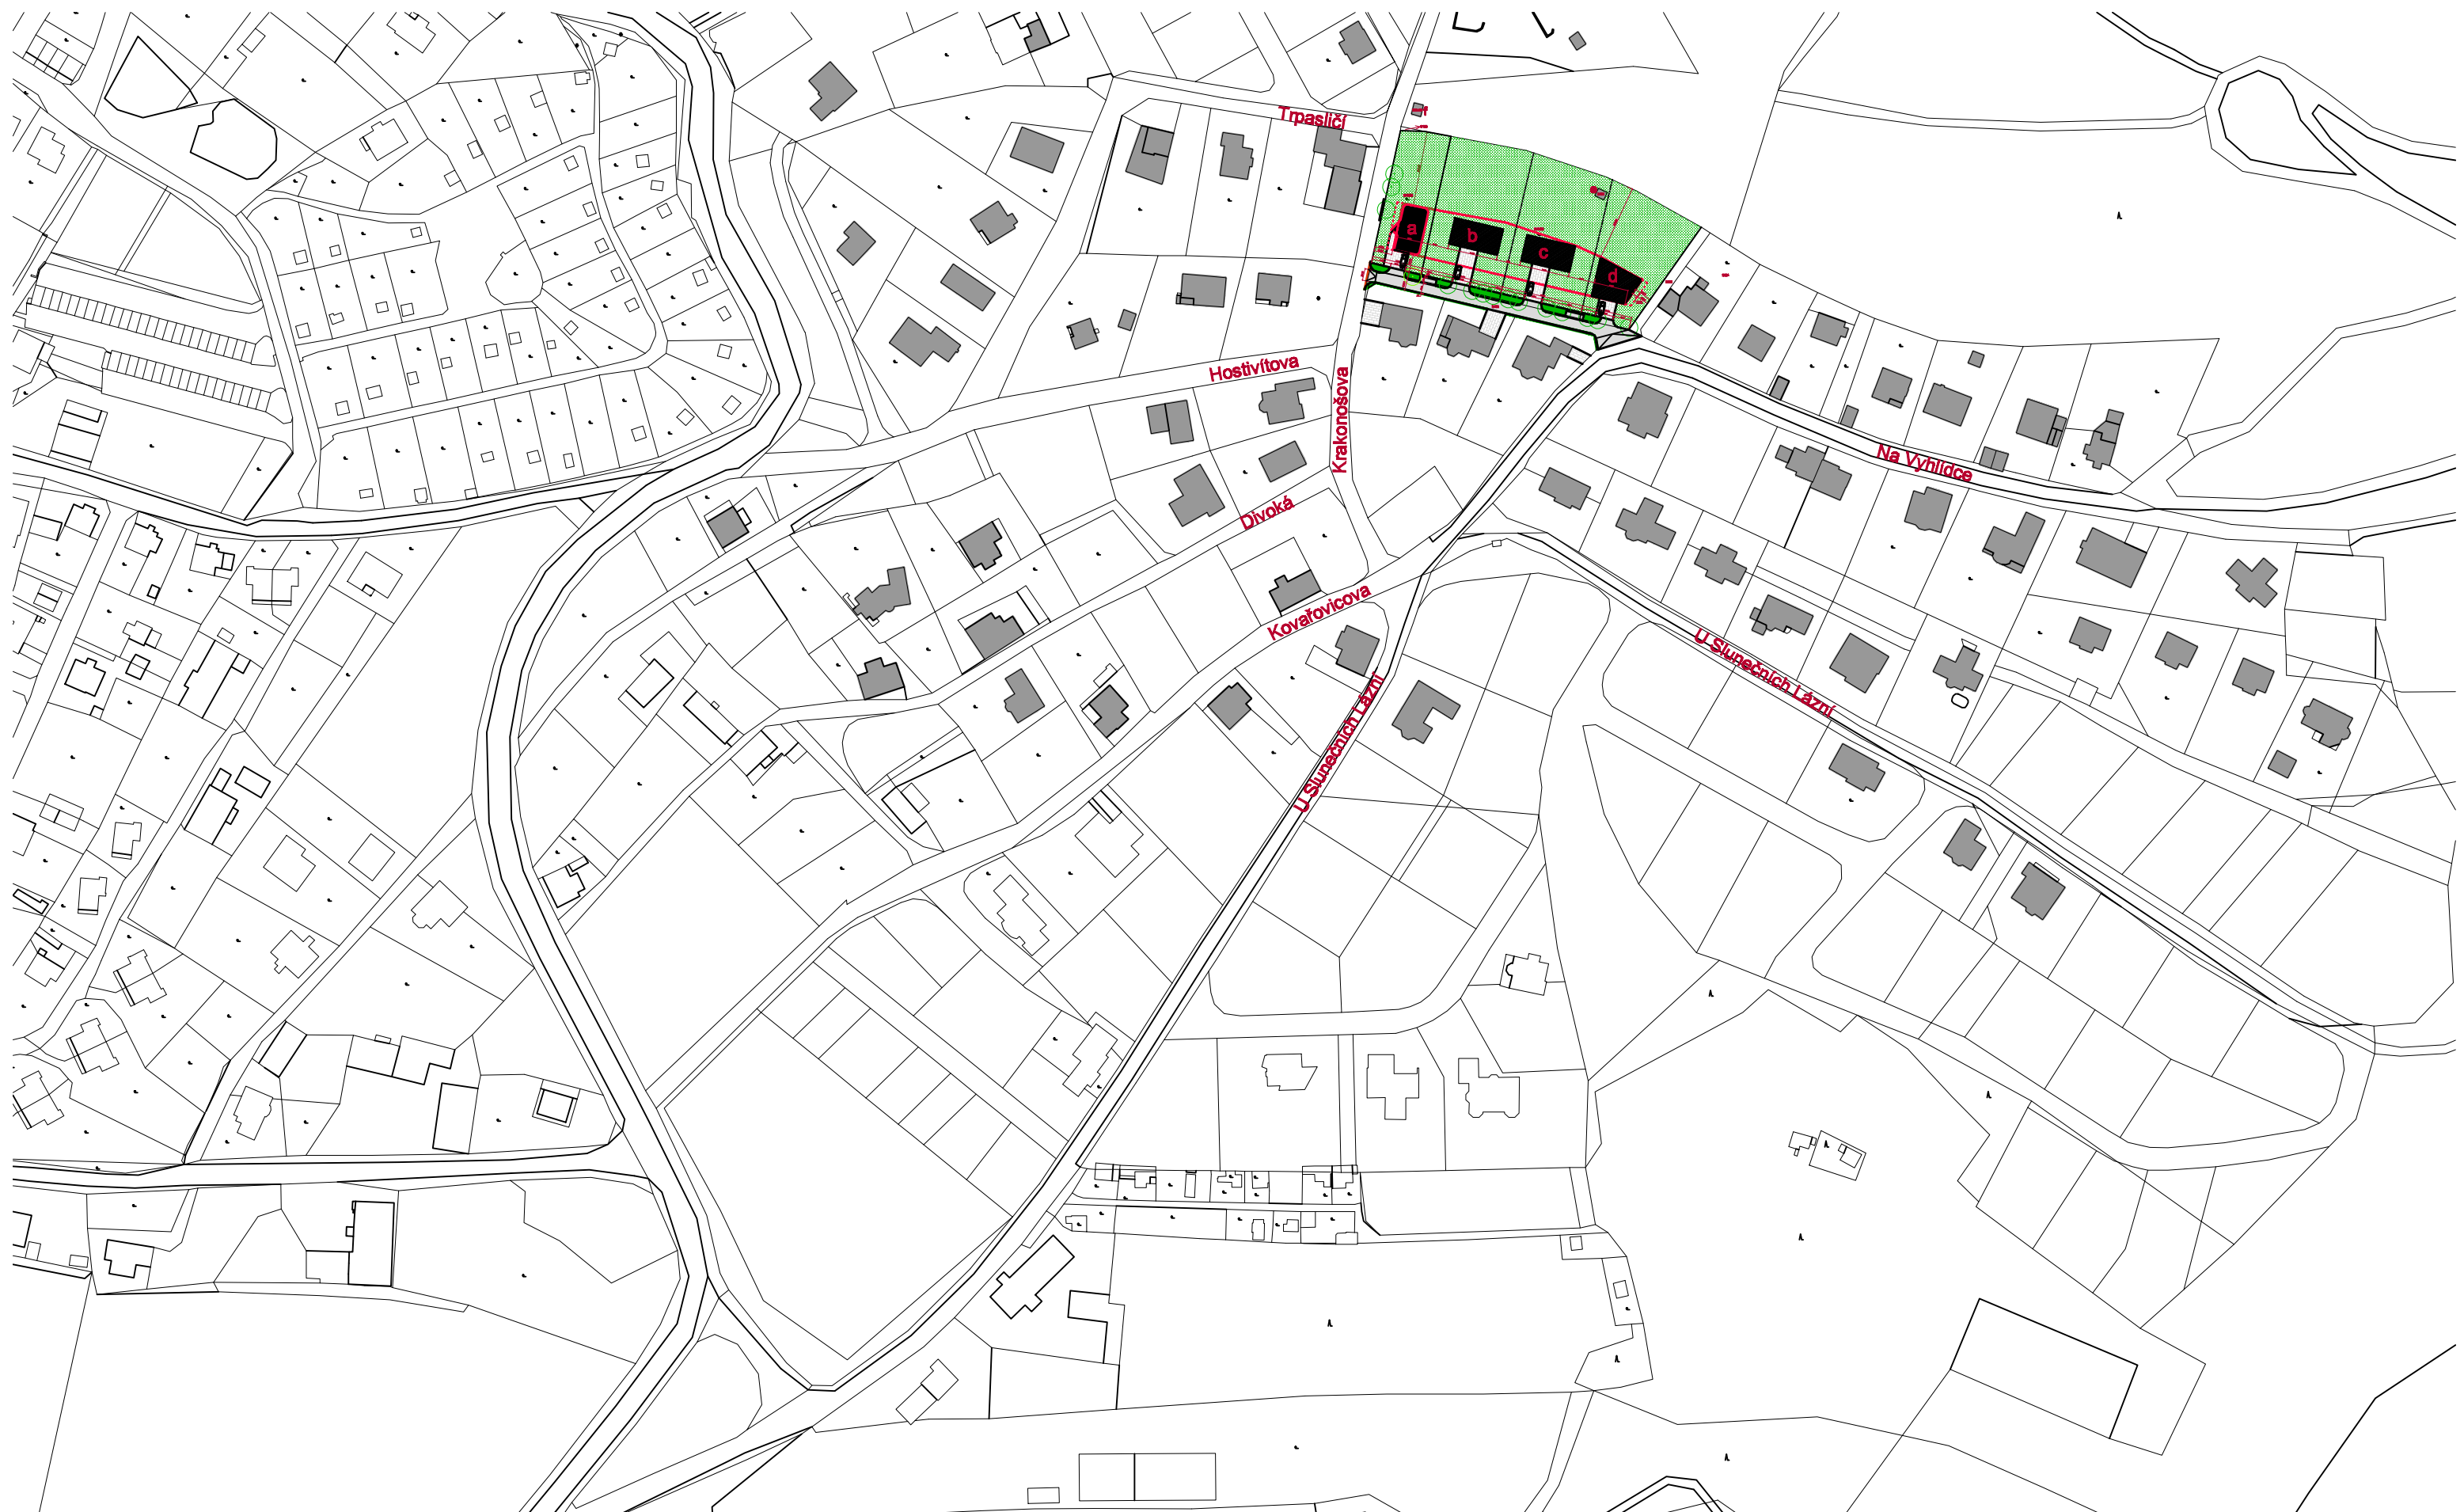 Trpasličí
a
b
c
d
Hostivítova
Krakonošova
Na Vyhlídce
Divoká
Kovařovicova
U Slunečních Lázní
U Slunečních Lázní